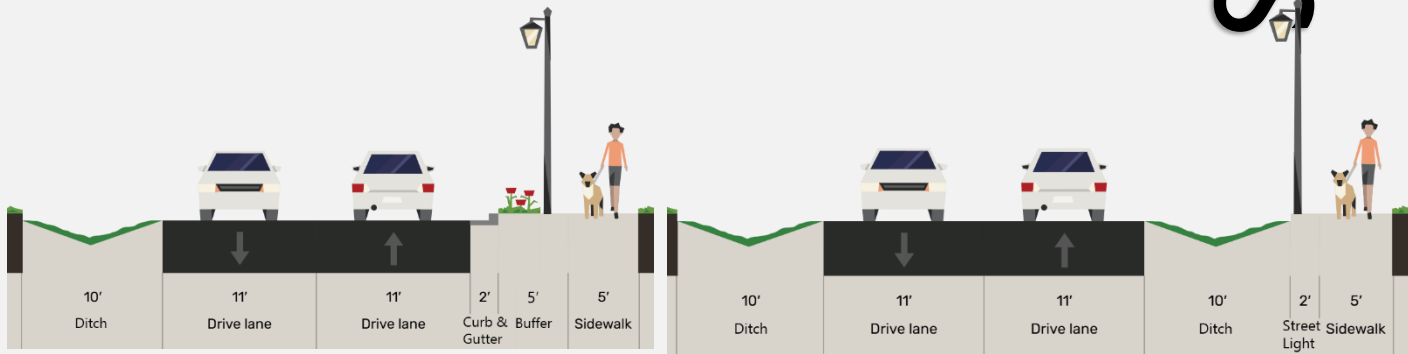 10' 11' 11' 2' 5' 5'
Ditch Drive lane Drive lane Curb & Gutter Buffer Sidewalk
10' 11' 11' 10' 2' 5'
Ditch Drive lane Drive lane Ditch Street Light Sidewalk